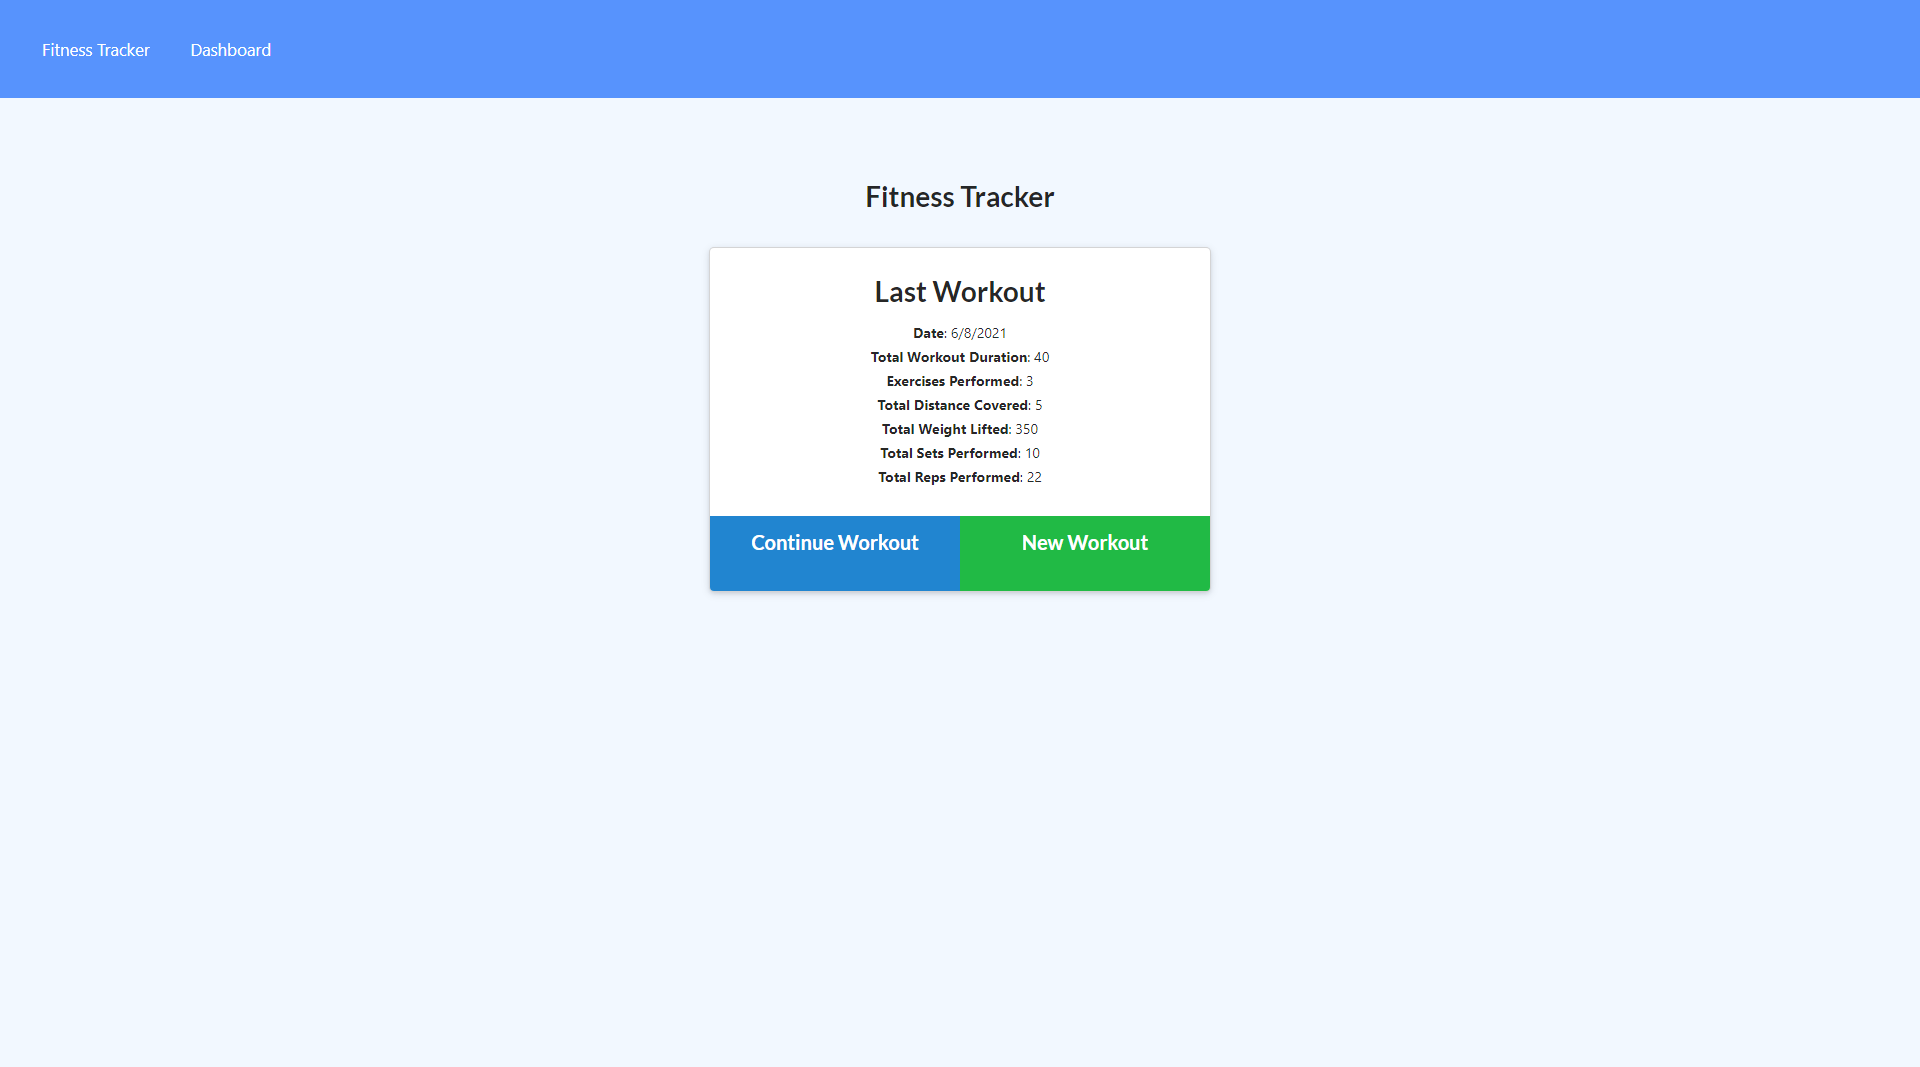 Fitness Tracker Dashboard
Fitness Tracker
Last Workout
Date: 6/8/2021
Total Workout Duration: 40
Exercises Performed: 3
Total Distance Covered: 5
Total Weight Lifted: 350
Total Sets Performed: 10
Total Reps Performed: 22
Continue Workout New Workout